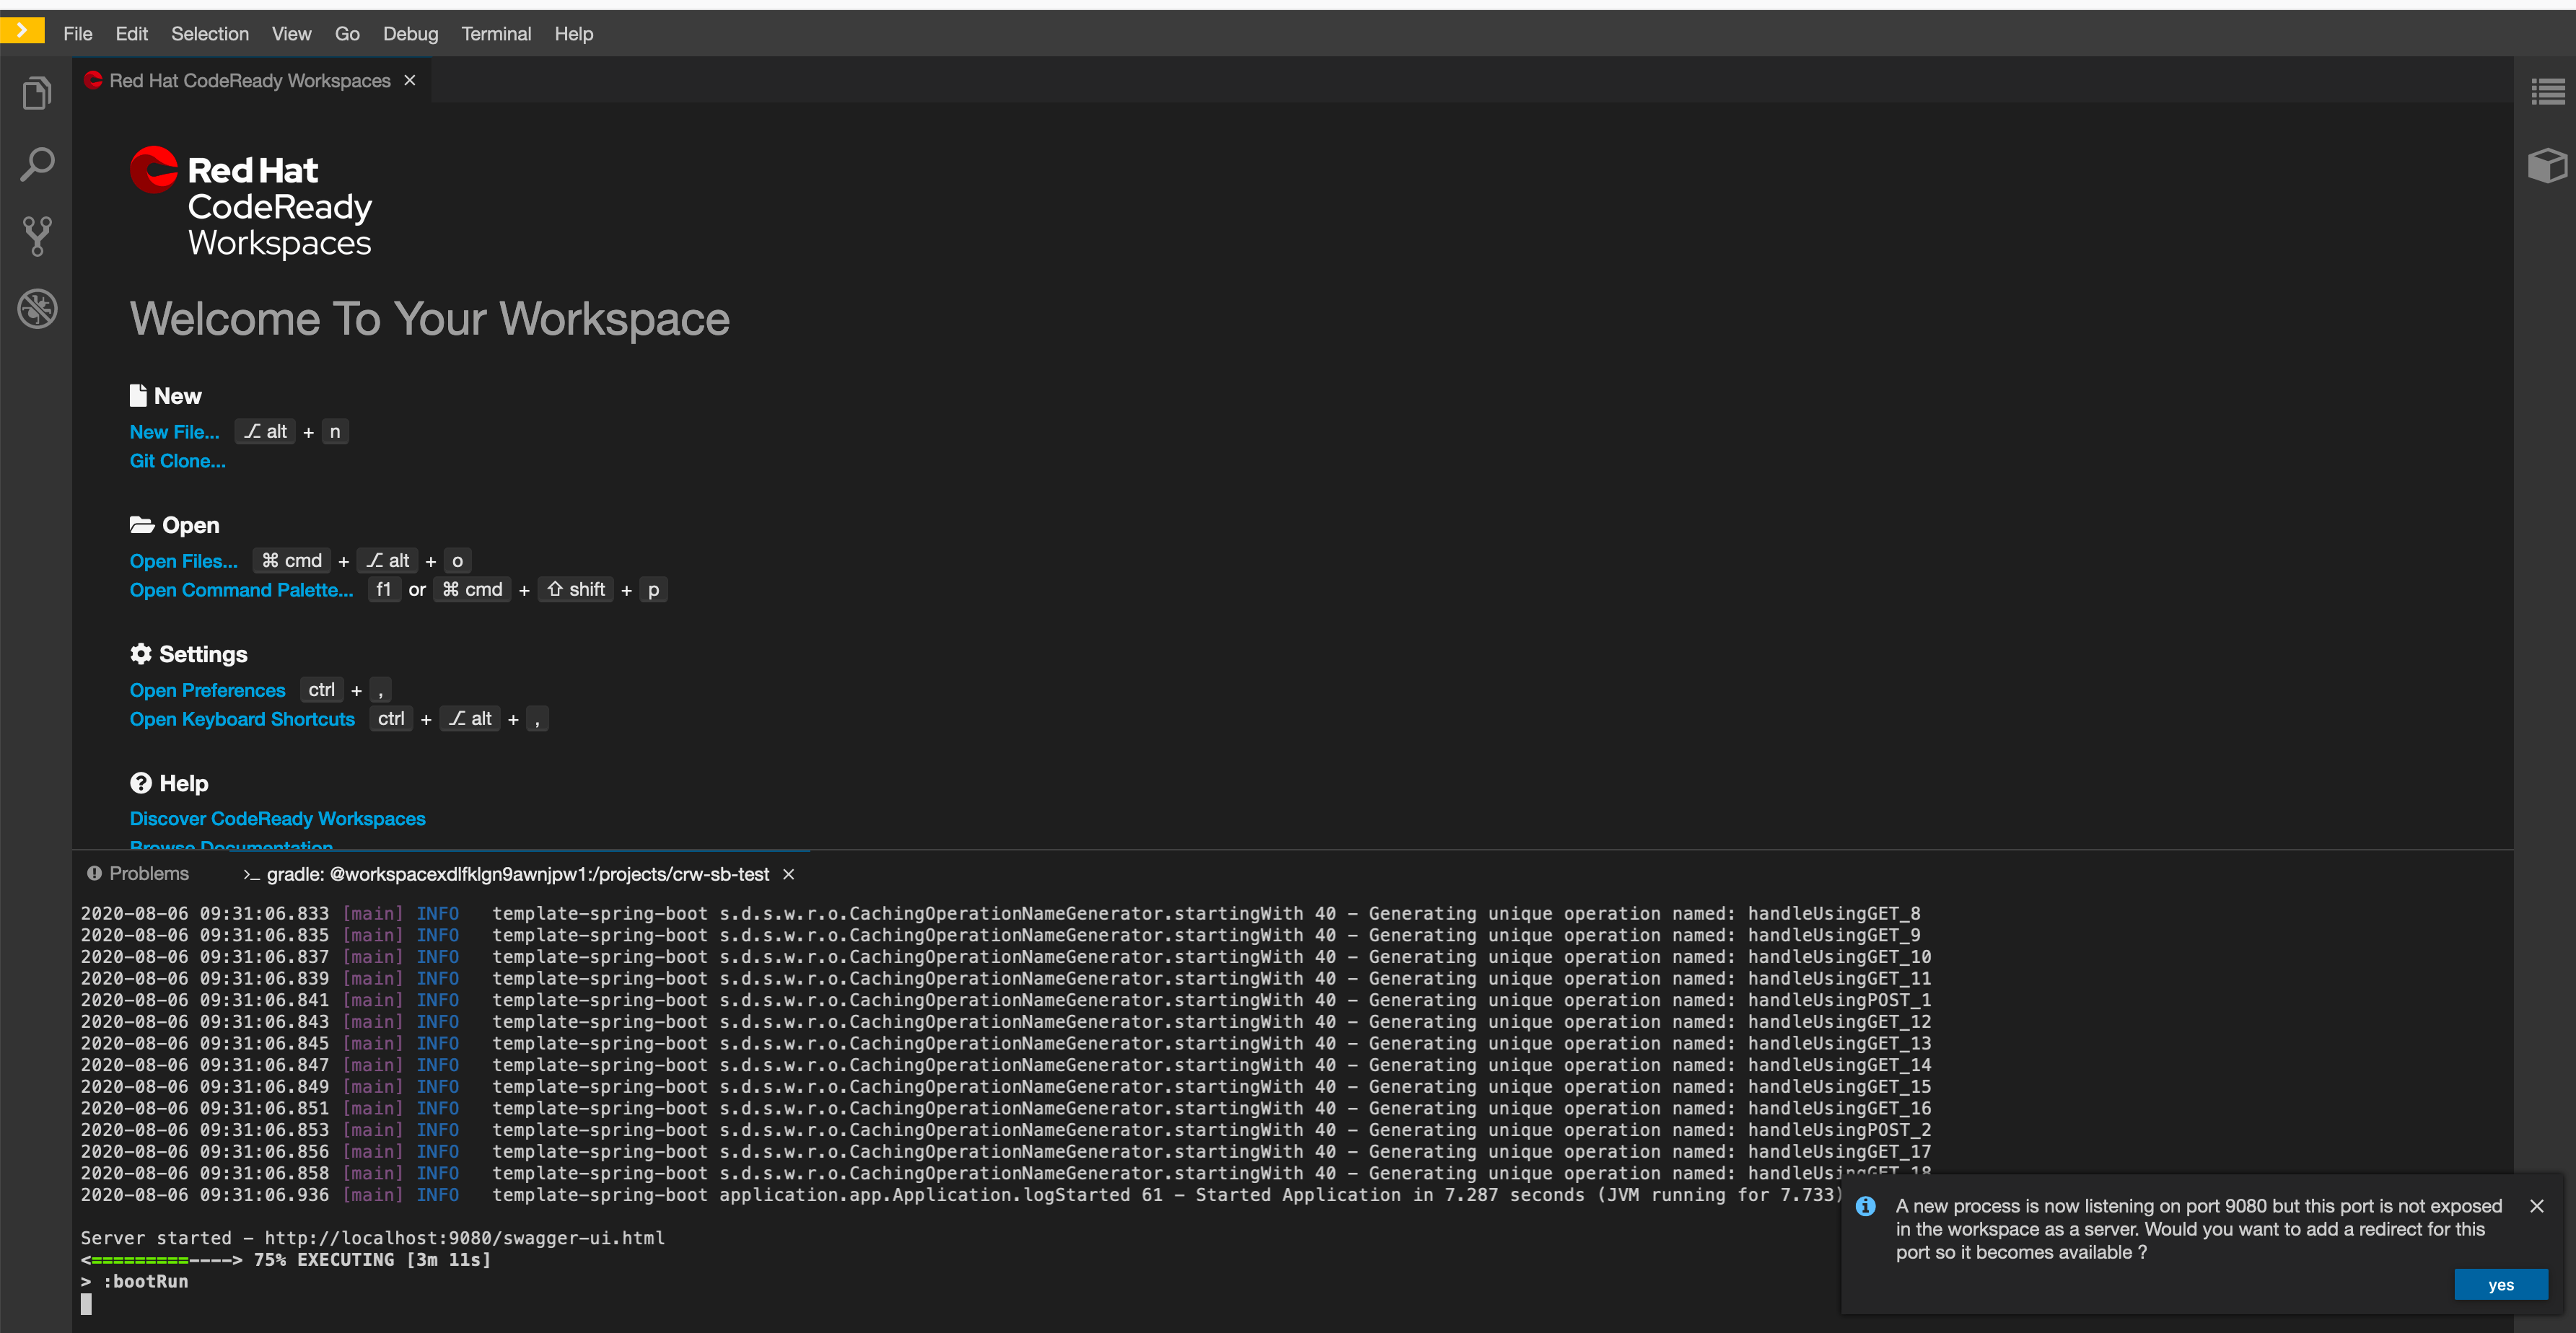 File Edit Selection View Go Debug Terminal Help
Red Hat CodeReady Workspaces ×
Red Hat
CodeReady
Workspaces
Welcome To Your Workspace
New
New File... ⌥ alt + n
Git Clone...
Open
Open Files... ⌘ cmd + ⌥ alt + o
Open Command Palette... f1 or ⌘ cmd + ⇧ shift + p
Settings
Open Preferences ctrl + ,
Open Keyboard Shortcuts ctrl + ⌥ alt + ,
Help
Discover CodeReady Workspaces
Browse Documentation
Problems >_ gradle: @workspacexdlfklgn9awnjpw1:/projects/crw-sb-test ×
2020-08-06 09:31:06.833 [main] INFO template-spring-boot s.d.s.w.r.o.CachingOperationNameGenerator.startingWith 40 - Generating unique operation named: handleUsingGET_8
2020-08-06 09:31:06.835 [main] INFO template-spring-boot s.d.s.w.r.o.CachingOperationNameGenerator.startingWith 40 - Generating unique operation named: handleUsingGET_9
2020-08-06 09:31:06.837 [main] INFO template-spring-boot s.d.s.w.r.o.CachingOperationNameGenerator.startingWith 40 - Generating unique operation named: handleUsingGET_10
2020-08-06 09:31:06.839 [main] INFO template-spring-boot s.d.s.w.r.o.CachingOperationNameGenerator.startingWith 40 - Generating unique operation named: handleUsingGET_11
2020-08-06 09:31:06.841 [main] INFO template-spring-boot s.d.s.w.r.o.CachingOperationNameGenerator.startingWith 40 - Generating unique operation named: handleUsingPOST_1
2020-08-06 09:31:06.843 [main] INFO template-spring-boot s.d.s.w.r.o.CachingOperationNameGenerator.startingWith 40 - Generating unique operation named: handleUsingGET_12
2020-08-06 09:31:06.845 [main] INFO template-spring-boot s.d.s.w.r.o.CachingOperationNameGenerator.startingWith 40 - Generating unique operation named: handleUsingGET_13
2020-08-06 09:31:06.847 [main] INFO template-spring-boot s.d.s.w.r.o.CachingOperationNameGenerator.startingWith 40 - Generating unique operation named: handleUsingGET_14
2020-08-06 09:31:06.849 [main] INFO template-spring-boot s.d.s.w.r.o.CachingOperationNameGenerator.startingWith 40 - Generating unique operation named: handleUsingGET_15
2020-08-06 09:31:06.851 [main] INFO template-spring-boot s.d.s.w.r.o.CachingOperationNameGenerator.startingWith 40 - Generating unique operation named: handleUsingGET_16
2020-08-06 09:31:06.853 [main] INFO template-spring-boot s.d.s.w.r.o.CachingOperationNameGenerator.startingWith 40 - Generating unique operation named: handleUsingPOST_2
2020-08-06 09:31:06.856 [main] INFO template-spring-boot s.d.s.w.r.o.CachingOperationNameGenerator.startingWith 40 - Generating unique operation named: handleUsingGET_17
2020-08-06 09:31:06.858 [main] INFO template-spring-boot s.d.s.w.r.o.CachingOperationNameGenerator.startingWith 40 - Generating unique operation named: handleUsingGET_18
2020-08-06 09:31:06.936 [main] INFO template-spring-boot application.app.Application.logStarted 61 - Started Application in 7.287 seconds (JVM running for 7.733)
Server started - http://localhost:9080/swagger-ui.html
<=========----> 75% EXECUTING [3m 11s]
> :bootRun
A new process is now listening on port 9080 but this port is not exposed
in the workspace as a server. Would you want to add a redirect for this
port so it becomes available ?
yes